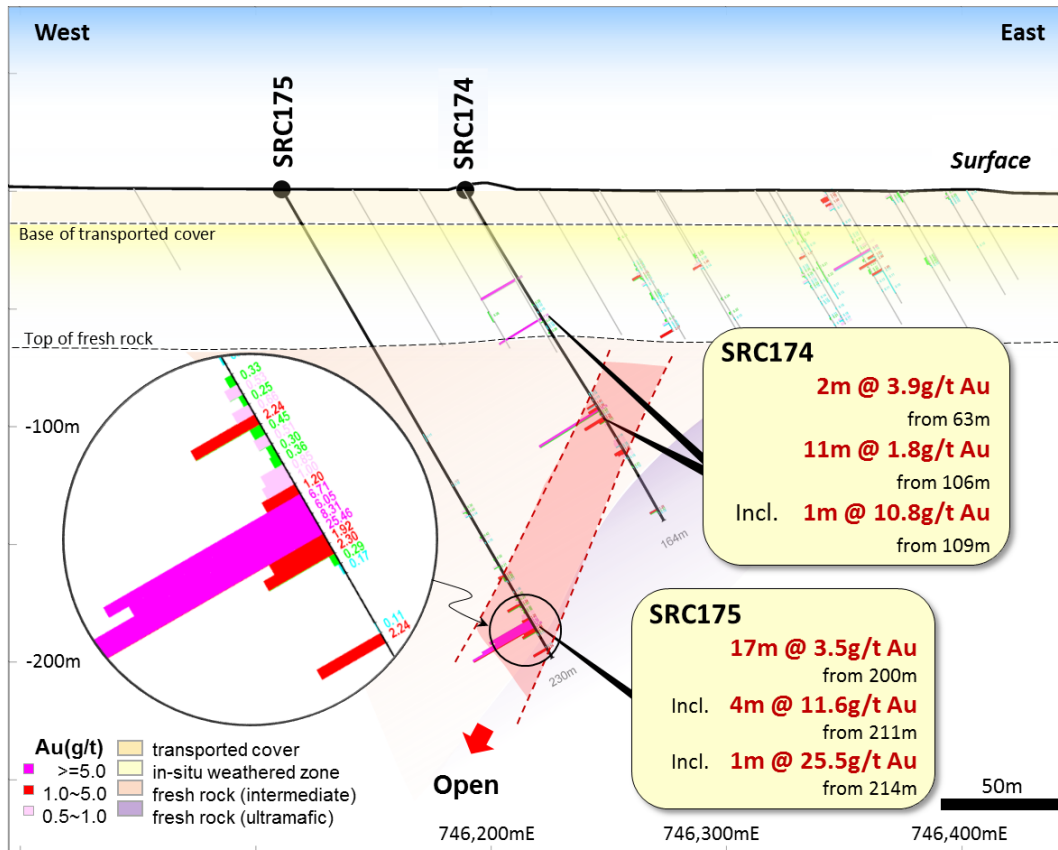 West
East
SRC175
SRC174
Surface
Base of transported cover
Top of fresh rock
-100m
-200m
0.33
0.25
2.24
0.45
0.30
0.36
1.20
6.71
6.05
8.31
25.46
1.92
2.30
0.29
0.17
0.11
2.24
164m
230m
SRC174
2m @ 3.9g/t Au
from 63m
11m @ 1.8g/t Au
from 106m
Incl. 1m @ 10.8g/t Au
from 109m
SRC175
17m @ 3.5g/t Au
from 200m
Incl. 4m @ 11.6g/t Au
from 211m
Incl. 1m @ 25.5g/t Au
from 214m
Open
Au(g/t)
>=5.0
1.0~5.0
0.5~1.0
transported cover
in-situ weathered zone
fresh rock (intermediate)
fresh rock (ultramafic)
50m
746,200mE
746,300mE
746,400mE